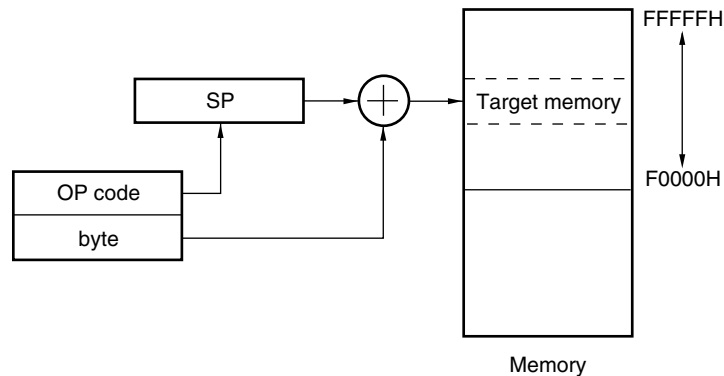 FFFFFH
SP
Target memory
OP code
F0000H
byte
Memory